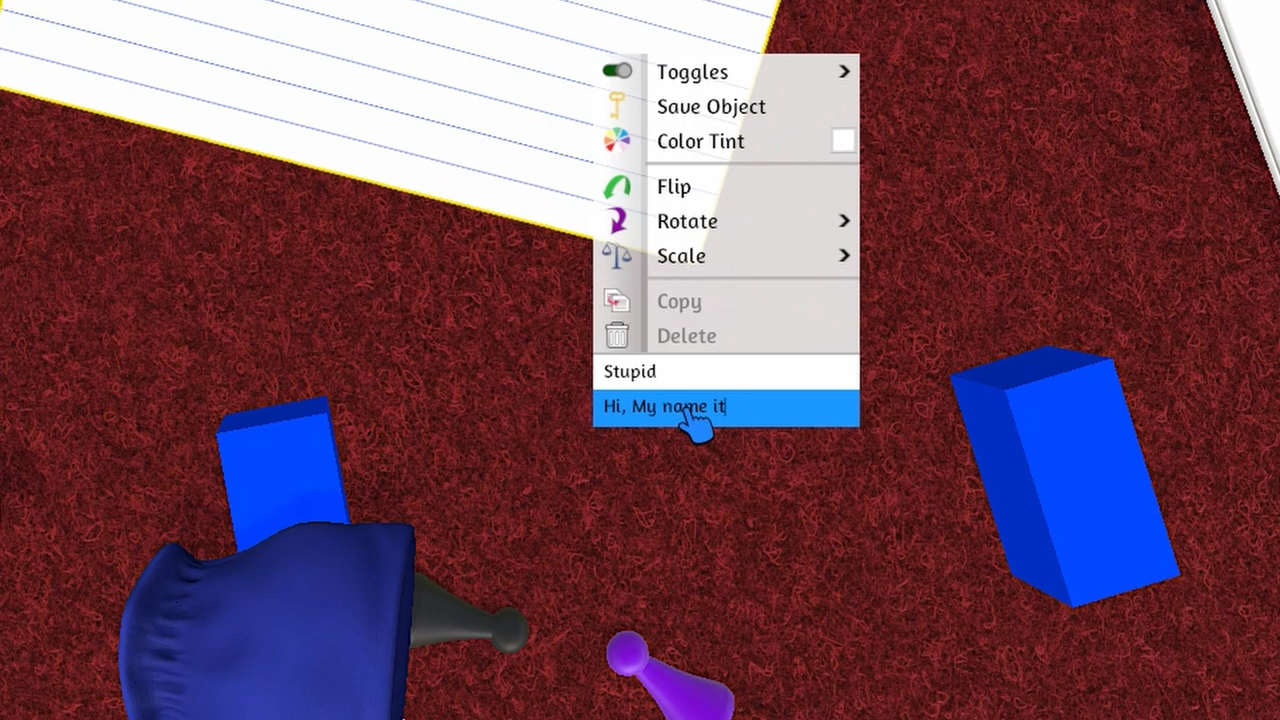 Toggles
Save Object
Color Tint
Flip
Rotate
Scale
Copy
Delete
Stupid
Hi, My name it